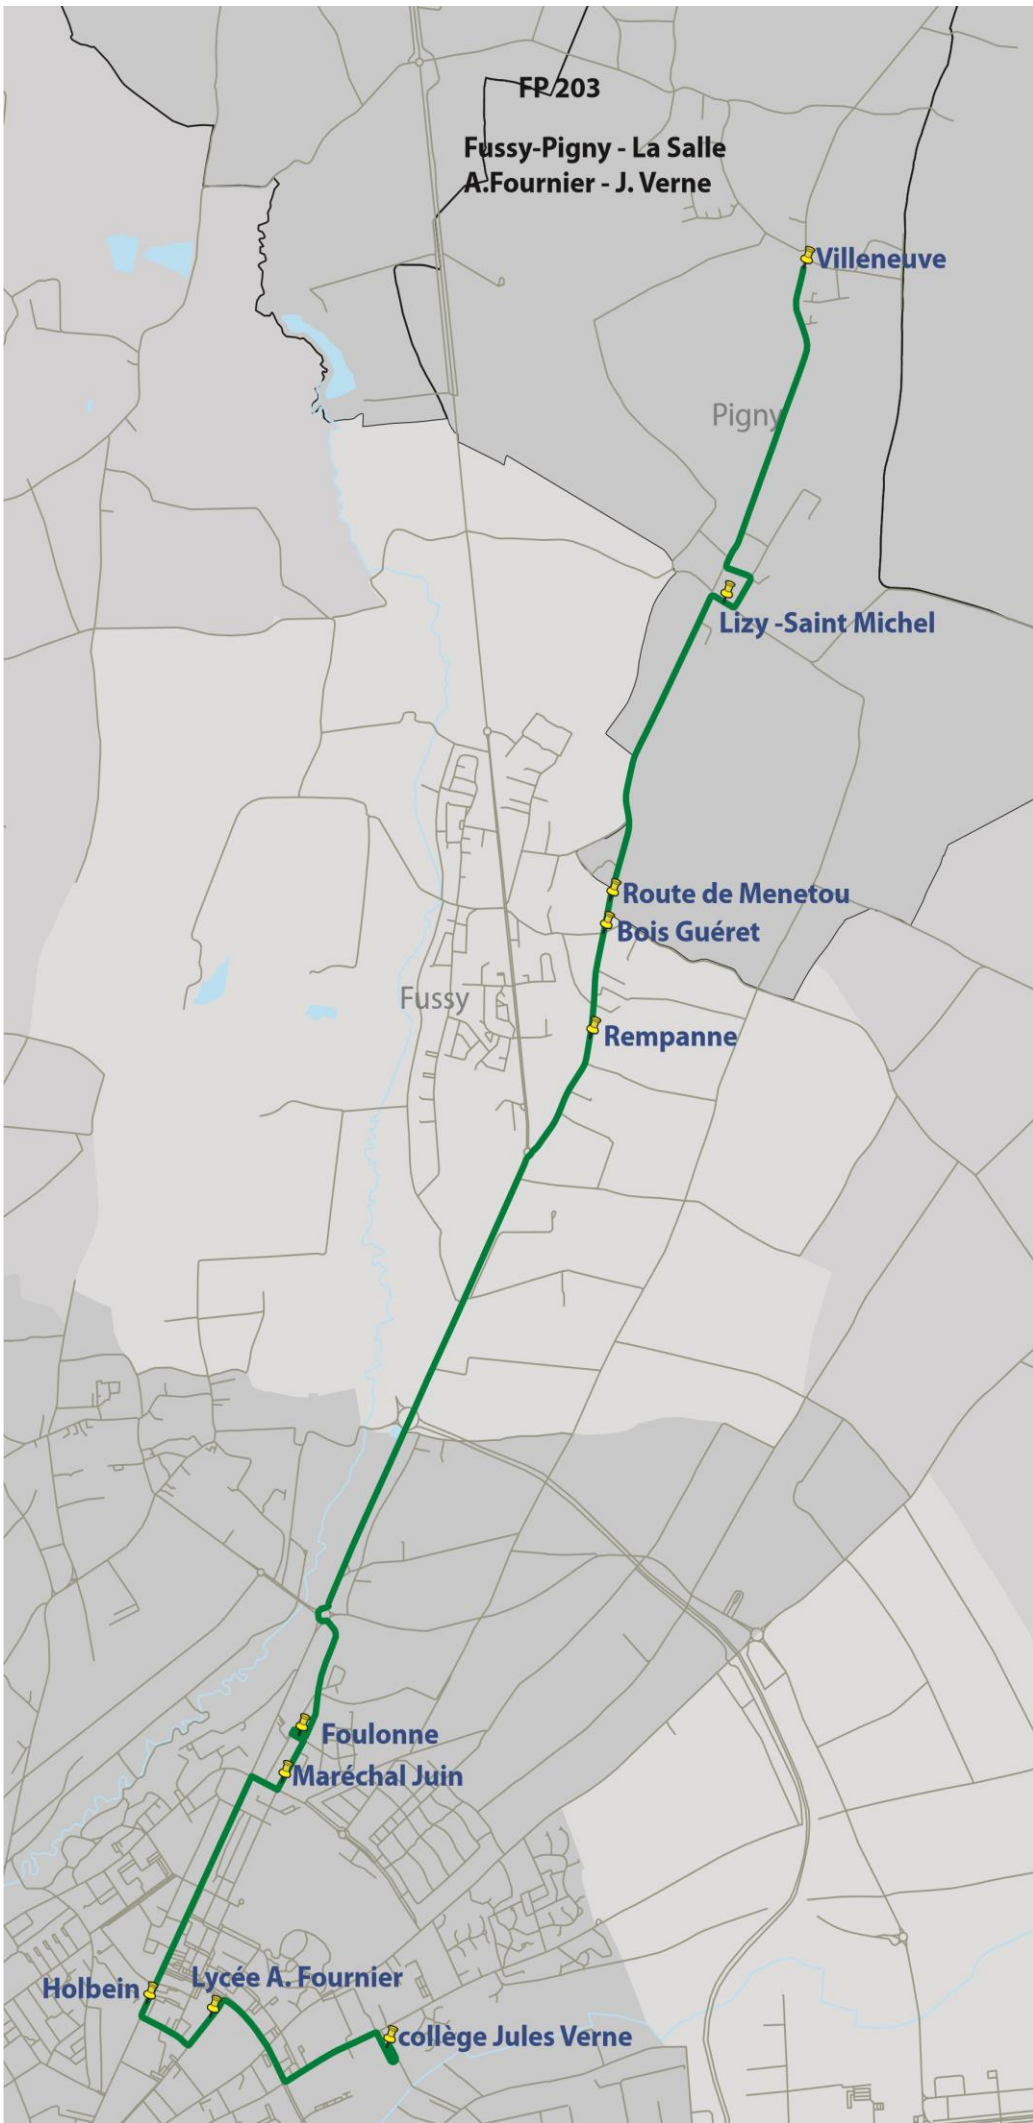 FP 203
Fussy-Pigny - La Salle
A.Fournier - J. Verne
Villeneuve
Pigny
Lizy -Saint Michel
Route de Menetou
Bois Guéret
Fussy
Rempanne
Foulonne
Maréchal Juin
Holbein
Lycée A. Fournier
collège Jules Verne